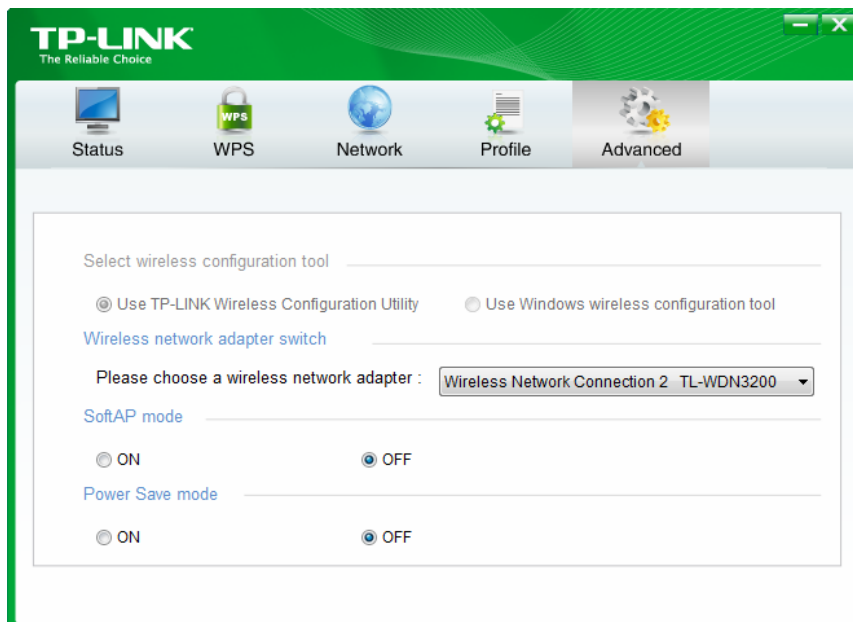 TP-LINK
The Reliable Choice
WPS
Status WPS Network Profile Advanced
Select wireless configuration tool
Use TP-LINK Wireless Configuration Utility Use Windows wireless configuration tool
Wireless network adapter switch
Please choose a wireless network adapter : Wireless Network Connection 2 TL-WDN3200
SoftAP mode
ON OFF
Power Save mode
ON OFF